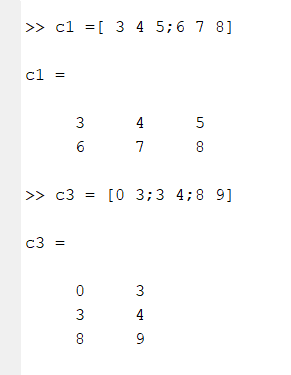 >> c1 =[ 3 4 5;6 7 8]
c1 =
3 4 5
6 7 8
>> c3 = [0 3;3 4;8 9]
c3 =
0 3
3 4
8 9